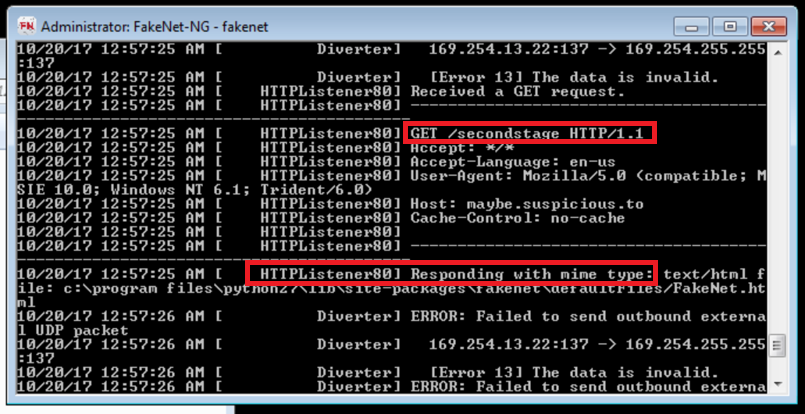 Administrator: FakeNet-NG - fakenet
10/20/17 12:57:25 AM [ Diverter] 169.254.13.22:137 -> 169.254.255.255
:137
10/20/17 12:57:25 AM [ Diverter] [Error 13] The data is invalid.
10/20/17 12:57:25 AM [ HTTPListener80] Received a GET request.
10/20/17 12:57:25 AM [ HTTPListener80] --------------------------------------
------------------------------------------
10/20/17 12:57:25 AM [ HTTPListener80] GET /secondstage HTTP/1.1
10/20/17 12:57:25 AM [ HTTPListener80] Accept: */*
10/20/17 12:57:25 AM [ HTTPListener80] Accept-Language: en-us
10/20/17 12:57:25 AM [ HTTPListener80] User-Agent: Mozilla/5.0 (compatible; M
SIE 10.0; Windows NT 6.1; Trident/6.0)
10/20/17 12:57:25 AM [ HTTPListener80] Host: maybe.suspicious.to
10/20/17 12:57:25 AM [ HTTPListener80] Cache-Control: no-cache
10/20/17 12:57:25 AM [ HTTPListener80]
10/20/17 12:57:25 AM [ HTTPListener80] --------------------------------------
------------------------------------------
10/20/17 12:57:25 AM [ HTTPListener80] Responding with mime type: text/html f
ile: c:\program files\python27\lib\site-packages\fakenet\defaultFiles/FakeNet.ht
ml
10/20/17 12:57:26 AM [ Diverter] ERROR: Failed to send outbound externa
l UDP packet
10/20/17 12:57:26 AM [ Diverter] 169.254.13.22:137 -> 169.254.255.255
:137
10/20/17 12:57:26 AM [ Diverter] [Error 13] The data is invalid.
10/20/17 12:57:26 AM [ Diverter] ERROR: Failed to send outbound externa